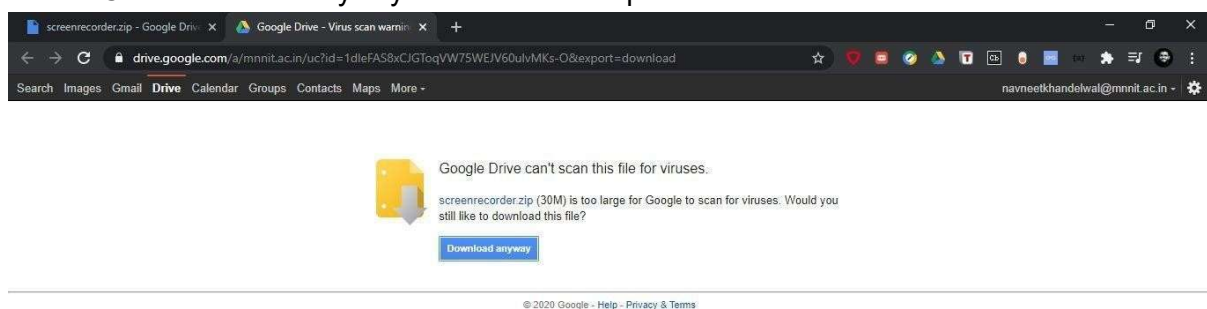 screenrecorder.zip - Google Driv
Google Drive - Virus scan warnin
drive.google.com/a/mnnit.ac.in/uc?id=1dleFAS8xCJGToqVW75WEJV60ulvMKs-O&export=download
Search Images Gmail Drive Calendar Groups Contacts Maps More
navneetkhandelwal@mnnit.ac.in
Google Drive can't scan this file for viruses.
screenrecorder.zip (30M) is too large for Google to scan for viruses. Would you
still like to download this file?
Download anyway
© 2020 Google - Help - Privacy & Terms